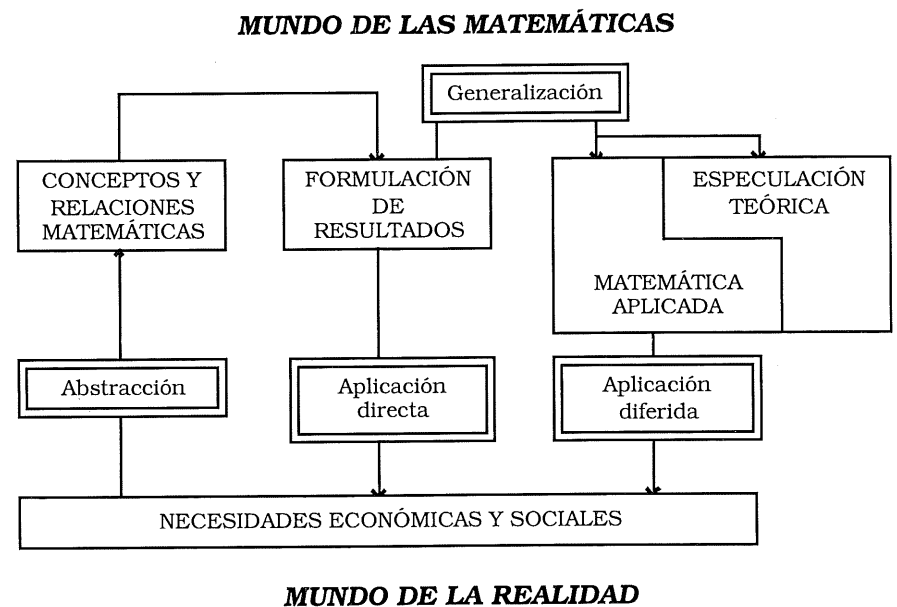 MUNDO DE LAS MATEMÁTICAS
Generalización
CONCEPTOS Y
RELACIONES
MATEMÁTICAS
FORMULACIÓN
DE
RESULTADOS
ESPECULACIÓN
TEÓRICA
MATEMÁTICA
APLICADA
Abstracción
Aplicación
directa
Aplicación
diferida
NECESIDADES ECONÓMICAS Y SOCIALES
MUNDO DE LA REALIDAD